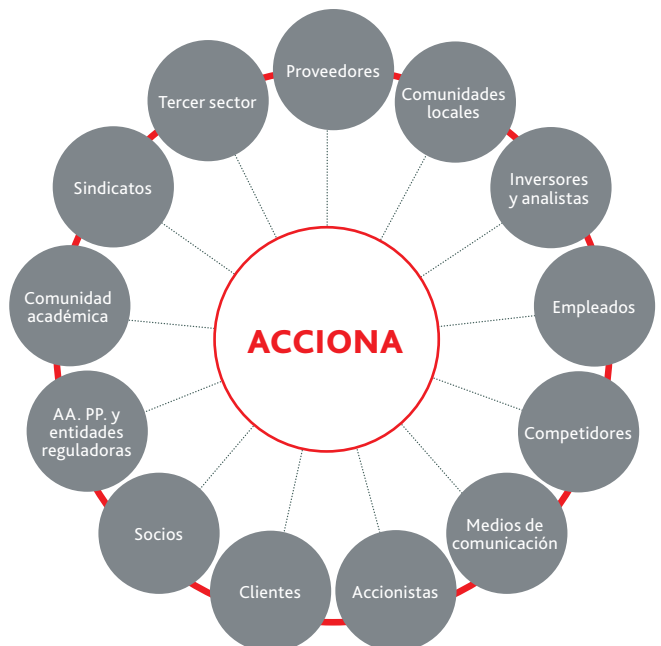 Proveedores
Comunidades
locales
Inversores
y analistas
Empleados
Competidores
Medios de
comunicación
Accionistas
Clientes
Socios
AA. PP. y
entidades
reguladoras
Comunidad
académica
Sindicatos
Tercer sector
ACCIONA